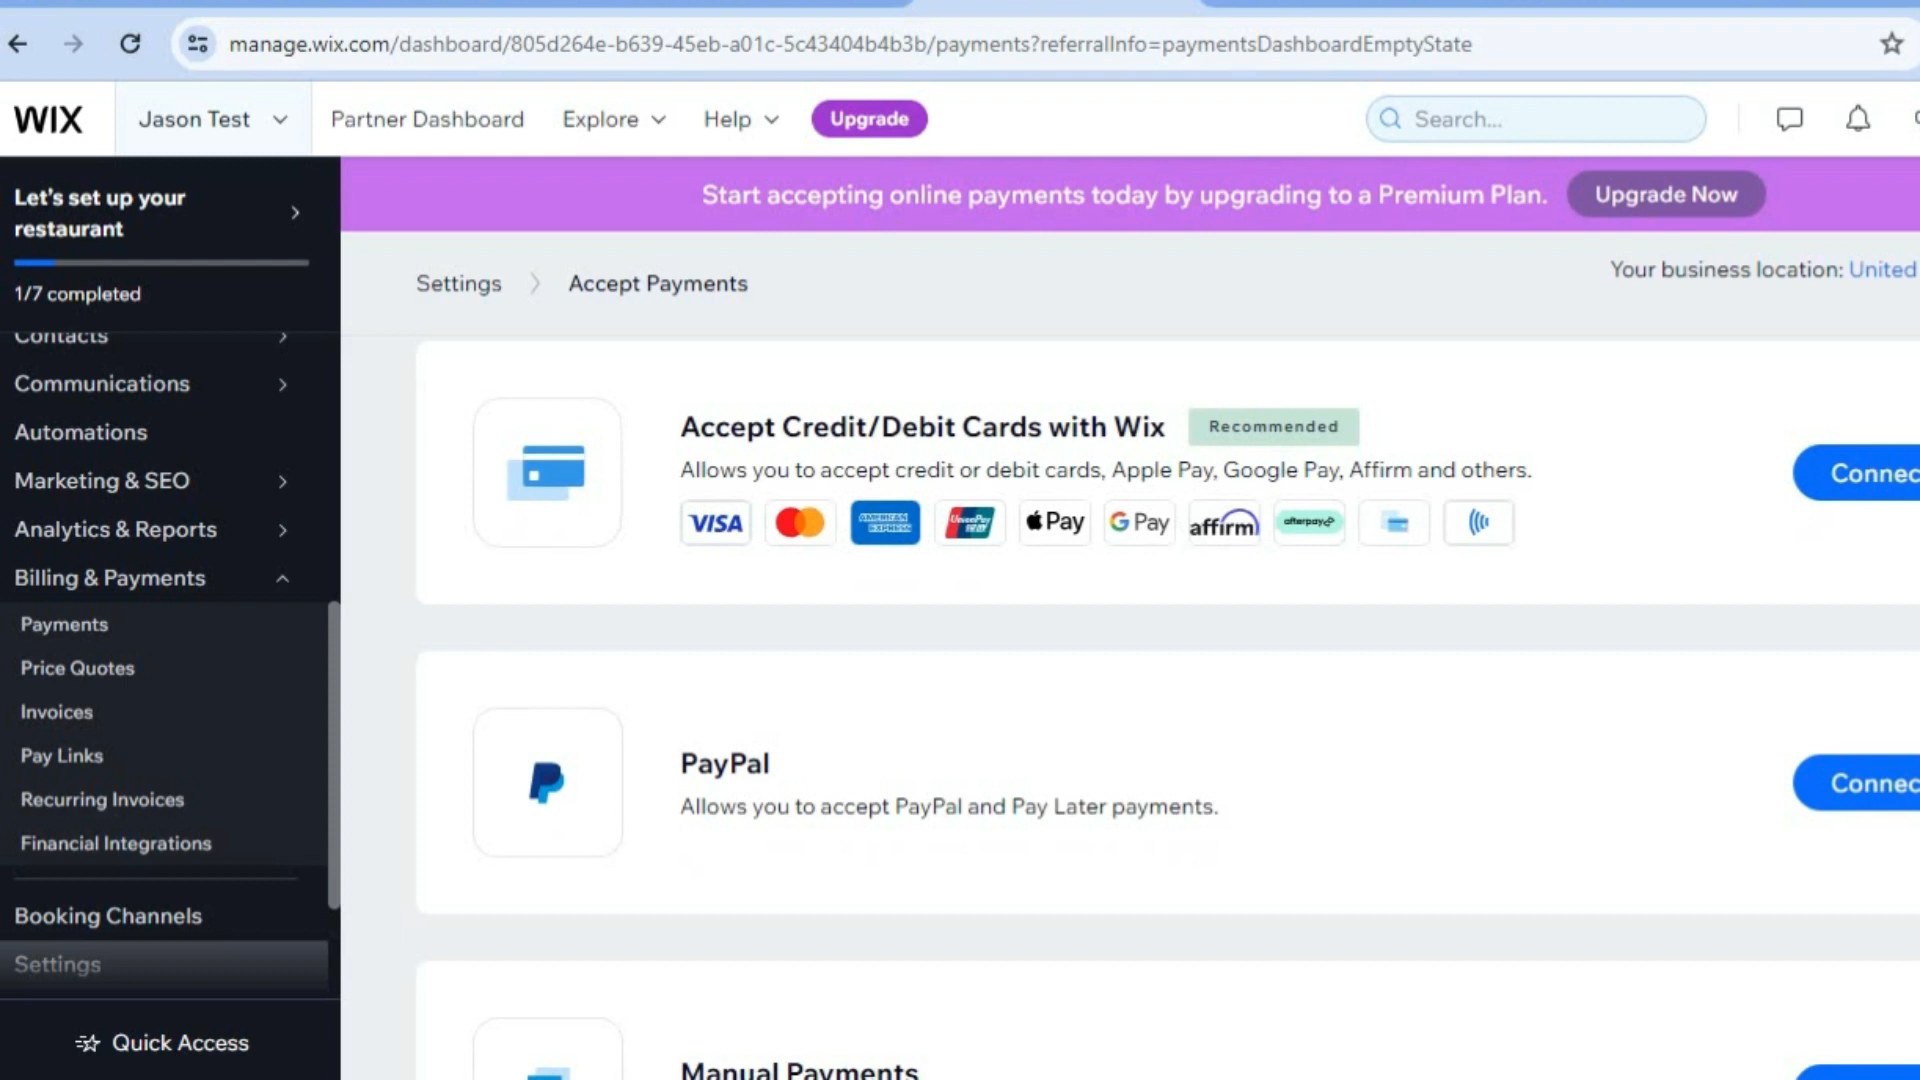 manage.wix.com/dashboard/805d264e-b639-45eb-a01c-5c43404b4b3b/payments?referralInfo=paymentsDashboardEmptyState
WIX
Jason Test
Partner Dashboard
Explore
Help
Upgrade
Search...
Let's set up your
restaurant
1/7 completed
Contacts
Communications
Automations
Marketing & SEO
Analytics & Reports
Billing & Payments
Payments
Price Quotes
Invoices
Pay Links
Recurring Invoices
Financial Integrations
Booking Channels
Settings
Quick Access
Start accepting online payments today by upgrading to a Premium Plan.
Upgrade Now
Settings
Accept Payments
Your business location: United
Accept Credit/Debit Cards with Wix
Recommended
Allows you to accept credit or debit cards, Apple Pay, Google Pay, Affirm and others.
VISA
AMERICAN
EXPRESS
UnionPay
银联
Pay
G Pay
affirm
afterpay
Connec
PayPal
Allows you to accept PayPal and Pay Later payments.
Connec
Manual Payments